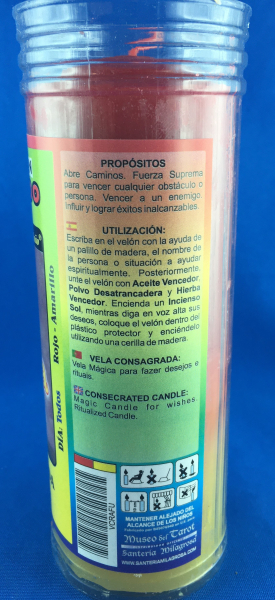 PROPÓSITOS
Abre Caminos. Fuerza Suprema
para vencer cualquier obstáculo o
persona. Vencer a un enemigo
influir y lograr éxitos inalcanzables.
UTILIZACIÓN:
Escriba en el velón con la ayuda de
un palillo de madera, el nombre de
la persona o situación a ayudar
espiritualmente. Posteriormente,
unte el velón con Aceite Vencedor,
Polvo Desatrancadera y Hierba
Vencedor. Encienda un Incienso
Sol, mientras diga en voz alta sus
deseos, coloque el velón dentro del
plástico protector y enciéndelo
utilizando una cerilla de madera.
VELA CONSAGRADA:
Vela Mágica para fazer desejos e
rituais.
CONSECRATED CANDLE:
Magic Candle for wishes.
Ritualized Candle.
DÍA: Todos
Rojo - Amarillo
VCRAFU
MANTENER ALEJADO DEL
ALCANCE DE LOS NIÑOS
Museo del Tarot
Santeria Milagrosa
WWW.SANTERIAMILAGROSA.COM